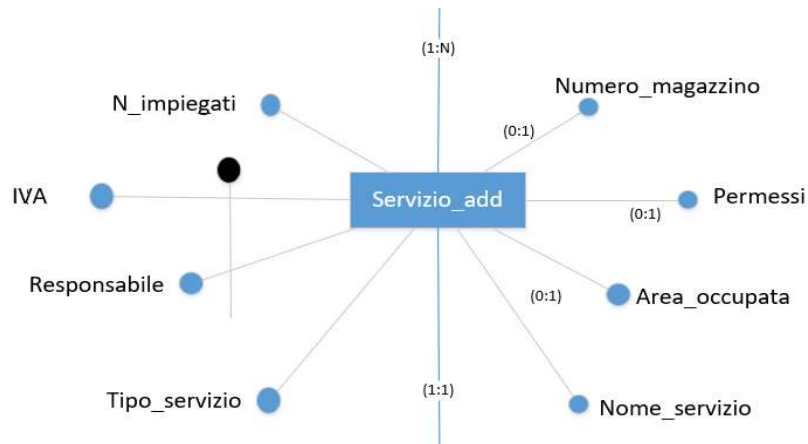 (1:N)
N_impiegati
Numero_magazzino
(0:1)
IVA
Servizio_add
Permessi
(0:1)
Responsabile
(0:1)
Area_occupata
Tipo_servizio
(1:1)
Nome_servizio